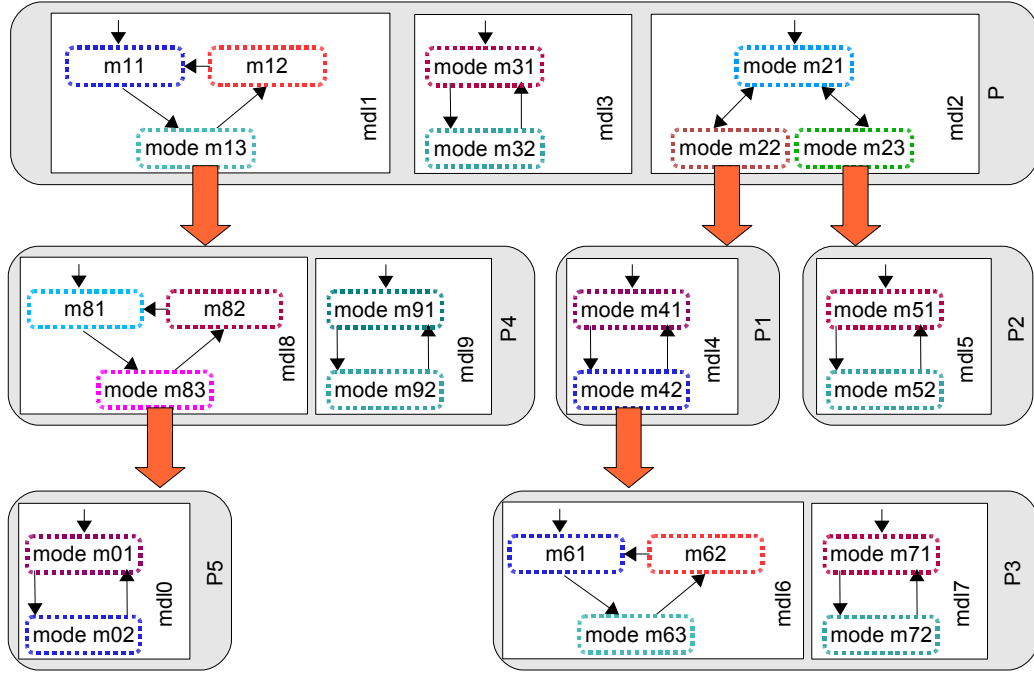 m11
m12
mode m13
mdl1
mode m31
mode m32
mdl3
mode m21
mode m22
mode m23
mdl2
P
m81
m82
mode m83
mdl8
mode m91
mode m92
mdl9
P4
mode m41
mode m42
mdl4
P1
mode m51
mode m52
mdl5
P2
mode m01
mode m02
mdl0
P5
m61
m62
mode m63
mdl6
mode m71
mode m72
mdl7
P3